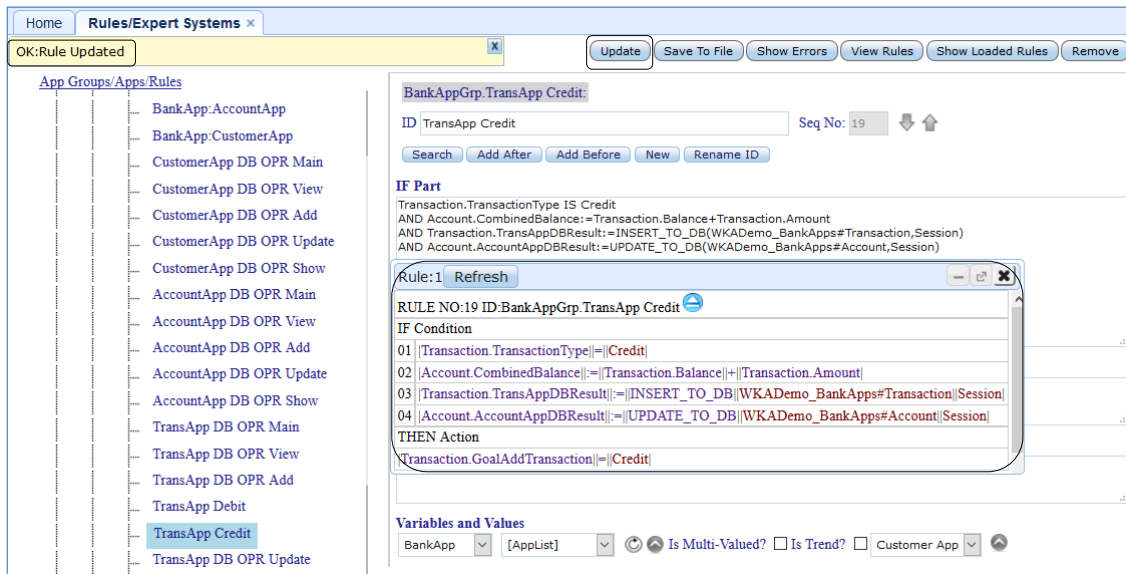 Home
Rules/Expert Systems ×
OK:Rule Updated
x
Update
Save To File
Show Errors
View Rules
Show Loaded Rules
Remove
App Groups/Apps/Rules
BankApp:AccountApp
BankApp:CustomerApp
CustomerApp DB OPR Main
CustomerApp DB OPR View
CustomerApp DB OPR Add
CustomerApp DB OPR Update
CustomerApp DB OPR Show
AccountApp DB OPR Main
AccountApp DB OPR View
AccountApp DB OPR Add
AccountApp DB OPR Update
AccountApp DB OPR Show
TransApp DB OPR Main
TransApp DB OPR View
TransApp DB OPR Add
TransApp Debit
TransApp Credit
TransApp DB OPR Update
BankAppGrp.TransApp Credit:
ID TransApp Credit Seq No: 19
Search Add After Add Before New Rename ID
IF Part
Transaction.TransactionType IS Credit
AND Account.CombinedBalance:=Transaction.Balance+Transaction.Amount
AND Transaction.TransAppDBResult:=INSERT_TO_DB(WKADemo_BankApps#Transaction,Session)
AND Account.AccountAppDBResult:=UPDATE_TO_DB(WKADemo_BankApps#Account,Session)
Rule:1 Refresh
RULE NO:19 ID:BankAppGrp.TransApp Credit
IF Condition
01 |Transaction.TransactionType||=||Credit|
02 |Account.CombinedBalance||:=||Transaction.Balance||+||Transaction.Amount|
03 |Transaction.TransAppDBResult||:=||INSERT_TO_DB||WKADemo_BankApps#Transaction||Session|
04 |Account.AccountAppDBResult||:=||UPDATE_TO_DB||WKADemo_BankApps#Account||Session|
THEN Action
|Transaction.GoalAddTransaction||=||Credit|
Variables and Values
BankApp [AppList] Is Multi-Valued? Is Trend? Customer App